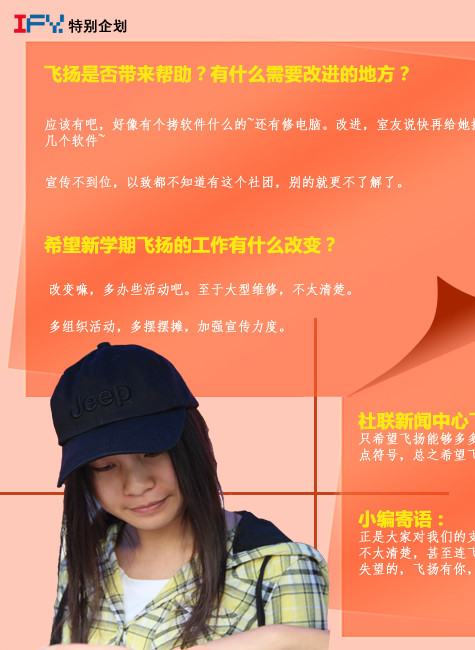 IFY. 特别企划
飞扬是否带来帮助？有什么需要改进的地方？
应该有吧，好像有个拷软件什么的~还有修电脑。改进，室友说快再给她
几个软件~
宣传不到位，以致都不知道有这个社团，别的就更不了解了。
希望新学期飞扬的工作有什么改变？
改变嘛，多办些活动吧。至于大型维修，不太清楚。
多组织活动，多摆摆摊，加强宣传力度。
Jeep
社联新闻中心
只希望飞扬能够多多
点符号，总之希望飞
小编寄语：
正是大家对我们的支
不太清楚，甚至连飞
失望的，飞扬有你，